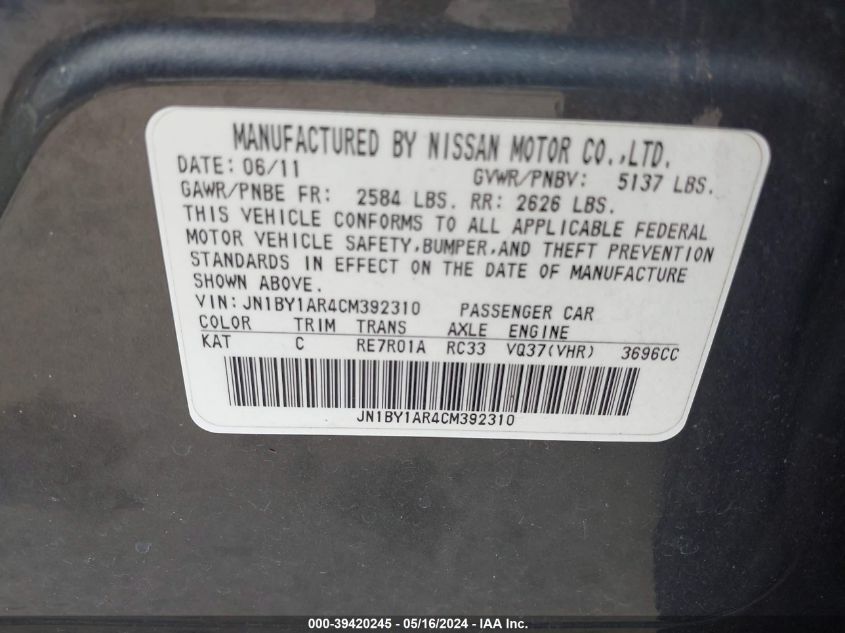 MANUFACTURED BY NISSAN MOTOR CO.,LTD.
DATE: 06/11 GVWR/PNBV: 5137 LBS.
GAWR/PNBE FR: 2584 LBS. RR: 2626 LBS.
THIS VEHICLE CONFORMS TO ALL APPLICABLE FEDERAL
MOTOR VEHICLE SAFETY,BUMPER,AND THEFT PREVENTION
STANDARDS IN EFFECT ON THE DATE OF MANUFACTURE
SHOWN ABOVE.
VIN:JN1BY1AR4CM392310 PASSENGER CAR
COLOR TRIM TRANS AXLE ENGINE
KAT C RE7R01A RC33 VQ37(VHR) 3696CC
JN1BY1AR4CM392310
000-39420245 - 05/16/2024 - IAA Inc.